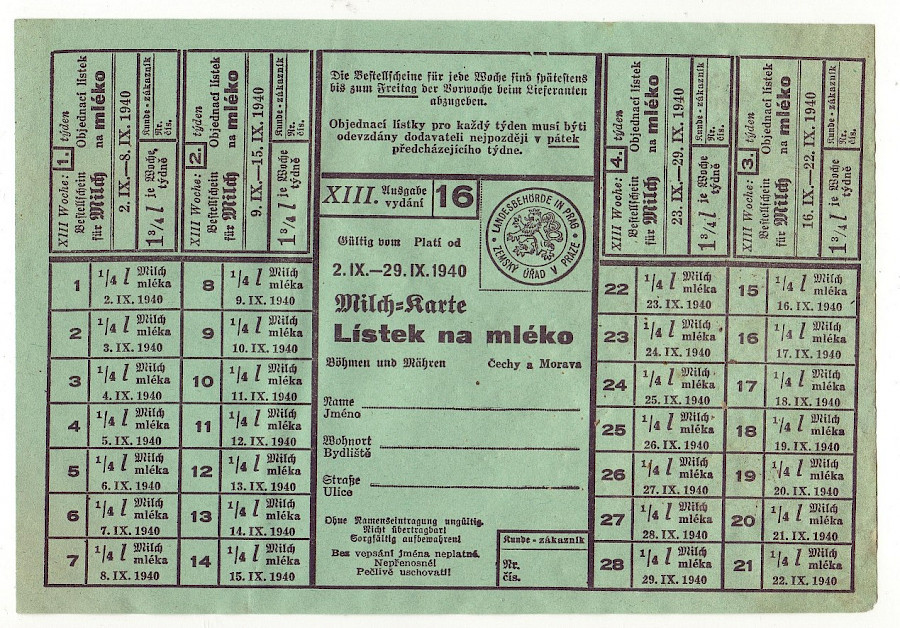 XIII Woche: 1. týden
Bestellschein Objednací lístek
für Milch na mléko
2. IX.—8. IX. 1940
1 3/4 l je Woche, týdně
Kunde - zákazník
Nr.
čís.
XIII Woche: 2. týden
Bestellschein Objednací lístek
für Milch na mléko
9. IX.—15. IX. 1940
1 3/4 l je Woche týdně
Kunde - zákazník
Nr.
čís.
1 1/4 l Milch mléka
2. IX. 1940
2 1/4 l Milch mléka
3. IX. 1940
3 1/4 l Milch mléka
4. IX. 1940
4 1/4 l Milch mléka
5. IX. 1940
5 1/4 l Milch mléka
6. IX. 1940
6 1/4 l Milch mléka
7. IX. 1940
7 1/4 l Milch mléka
8. IX. 1940
8 1/4 l Milch mléka
9. IX. 1940
9 1/4 l Milch mléka
10. IX. 1940
10 1/4 l Milch mléka
11. IX. 1940
11 1/4 l Milch mléka
12. IX. 1940
12 1/4 l Milch mléka
13. IX. 1940
13 1/4 l Milch mléka
14. IX. 1940
14 1/4 l Milch mléka
15. IX. 1940
Die Bestellscheine für jede Woche sind spätestens
bis zum Freitag der Vorwoche beim Lieferanten
abzugeben.
Objednací lístky pro každý týden musí býti
odevzdány dodavateli nejpozději v pátek
předcházejícího týdne.
XIII. Ausgabe vydání 16
LANDESBEHÖRDE IN PRAG
ZEMSKÝ ÚŘAD V PRAZE
Gültig vom Platí od
2. IX.—29. IX. 1940
Milch-Karte
Lístek na mléko
Böhmen und Mähren Čechy a Morava
Name
Jméno
Wohnort
Bydliště
Straße
Ulice
Ohne Namenseintragung ungültig.
Nicht übertragbar!
Sorgfältig aufbewahren!
Bez vepsání jména neplatné.
Nepřenosné!
Pečlivě uschovati!
Kunde - zákazník
Nr.
čís.
XIII Woche: 4. týden
Bestellschein Objednací lístek
für Milch na mléko
23. IX.—29. IX. 1940
1 3/4 l je Woche týdně
Kunde - zákazník
Nr.
čís.
XIII Woche: 3. týden
Bestellschein Objednací lístek
für Milch na mléko
16. IX.—22. IX. 1940
1 3/4 l je Woche týdně
Kunde - zákazník
Nr.
čís.
22 1/4 l Milch mléka
23. IX. 1940
23 1/4 l Milch mléka
24. IX. 1940
24 1/4 l Milch mléka
25. IX. 1940
25 1/4 l Milch mléka
26. IX. 1940
26 1/4 l Milch mléka
27. IX. 1940
27 1/4 l Milch mléka
28. IX. 1940
28 1/4 l Milch mléka
29. IX. 1940
15 1/4 l Milch mléka
16. IX. 1940
16 1/4 l Milch mléka
17. IX. 1940
17 1/4 l Milch mléka
18. IX. 1940
18 1/4 l Milch mléka
19. IX. 1940
19 1/4 l Milch mléka
20. IX. 1940
20 1/4 l Milch mléka
21. IX. 1940
21 1/4 l Milch mléka
22. IX. 1940